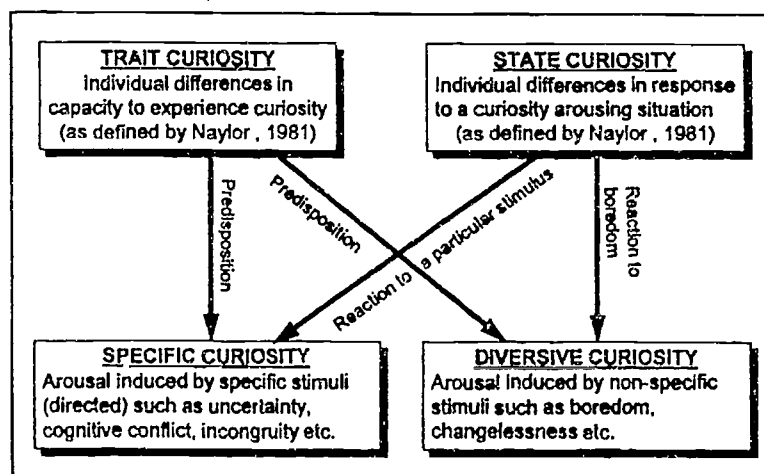 TRAIT CURIOSITY
Individual differences in
capacity to experience curiosity
(as defined by Naylor , 1981)
STATE CURIOSITY
Individual differences in response
to a curiosity arousing situation
(as defined by Naylor, 1981)
Predisposition
Predisposition
Reaction to a particular stimulus
Reaction to
boredom
SPECIFIC CURIOSITY
Arousal induced by specific stimuli
(directed) such as uncertainty,
cognitive conflict, incongruity etc.
DIVERSIVE CURIOSITY
Arousal Induced by non-specific
stimuli such as boredom,
changelessness etc.